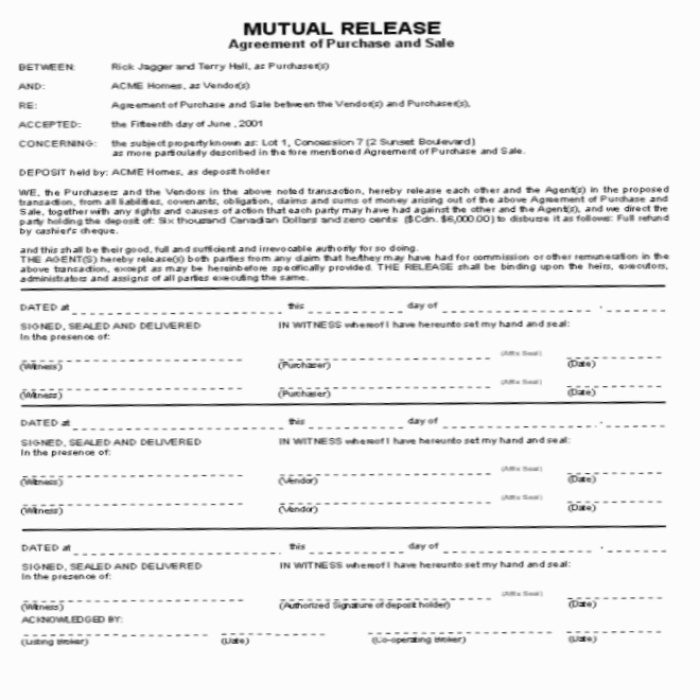 MUTUAL RELEASE
Agreement of Purchase and Sale
BETWEEN: Rick Jagger and Terry Hall, as Purchaser(s)
AND: ACME Homes, as Vendor(s)
RE: Agreement of Purchase and Sale between the Vendor(s) and Purchaser(s),
ACCEPTED: the Fifteenth day of June , 2001
CONCERNING: the subject property known as: Lot 1, Concession 7 (2 Sunset Boulevard)
as more particularly described in the fore mentioned Agreement of Purchase and Sale.
DEPOSIT held by: ACME Homes, as deposit holder
WE, the Purchasers and the Vendors in the above noted transaction, hereby release each other and the Agent(s) in the proposed
transaction, from all liabilities, covenants, obligation, claims and sums of money arising out of the above Agreement of Purchase and
Sale, together with any rights and causes of action that each party may have had against the other and the Agent(s), and we direct the
party holding the deposit of: Six thousand Canadian Dollars and zero cents ($Cdn. $6,000.00) to disburse it as follows: Full refund
by cashier's cheque.
and this shall be their good, full and sufficient and irrevocable authority for so doing.
THE AGENT(S) hereby release(s) both parties from any claim that he/they may have had for commission or other remuneration in the
above transaction, except as may be hereinbefore specifically provided. THE RELEASE shall be binding upon the heirs, executors,
administrators and assigns of all parties executing the same.
DATED at this day of , .
SIGNED, SEALED AND DELIVERED IN WITNESS whereof I have hereunto set my hand and seal:
In the presence of:
(Affix Seal)
(Witness) (Purchaser) (Date)
(Affix Seal)
(Witness) (Purchaser) (Date)
DATED at this day of , .
SIGNED, SEALED AND DELIVERED IN WITNESS whereof I have hereunto set my hand and seal:
In the presence of:
(Affix Seal)
(Witness) (Vendor) (Date)
(Affix Seal)
(Witness) (Vendor) (Date)
DATED at this day of , .
SIGNED, SEALED AND DELIVERED IN WITNESS whereof I have hereunto set my hand and seal:
In the presence of:
(Affix Seal)
(Witness) (Authorized Signature of deposit holder) (Date)
ACKNOWLEDGED BY:
(Listing Broker) (Date) (Co-operating Broker) (Date)